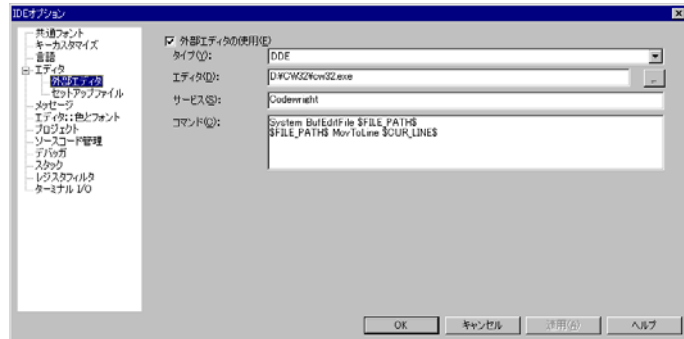 IDEオプション
共通フォント
キーカスタマイズ
言語
エディタ
外部エディタ
セットアップファイル
メッセージ
エディタ::色とフォント
プロジェクト
ソースコード管理
デバッガ
スタック
レジスタフィルタ
ターミナル I/O
外部エディタの使用(E)
タイプ(Y):
DDE
エディタ(D):
D:¥CW32¥cw32.exe
...
サービス(S):
Codewright
コマンド(C):
System BufEditFile $FILE_PATH$
$FILE_PATH$ MovToLine $CUR_LINE$
OK
キャンセル
適用(A)
ヘルプ